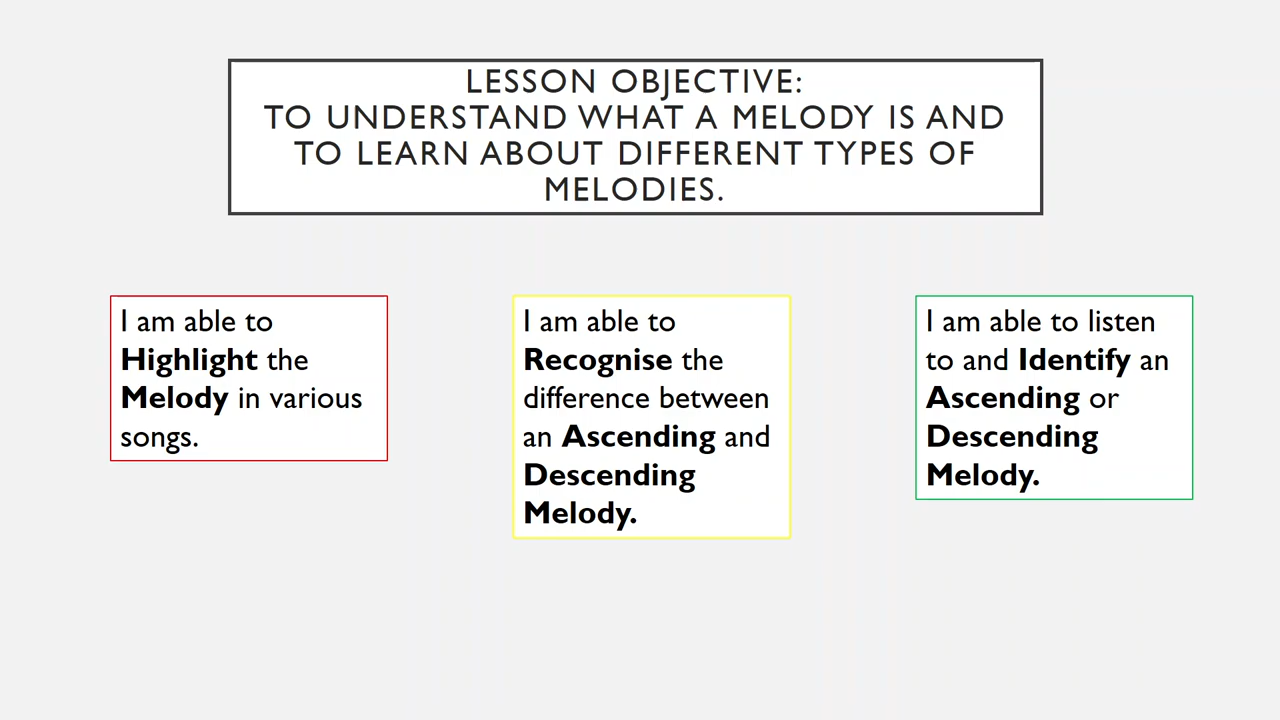 LESSON OBJECTIVE:
TO UNDERSTAND WHAT A MELODY IS AND
TO LEARN ABOUT DIFFERENT TYPES OF
MELODIES.
I am able to
Highlight the
Melody in various
songs.
I am able to
Recognise the
difference between
an Ascending and
Descending
Melody.
I am able to listen
to and Identify an
Ascending or
Descending
Melody.